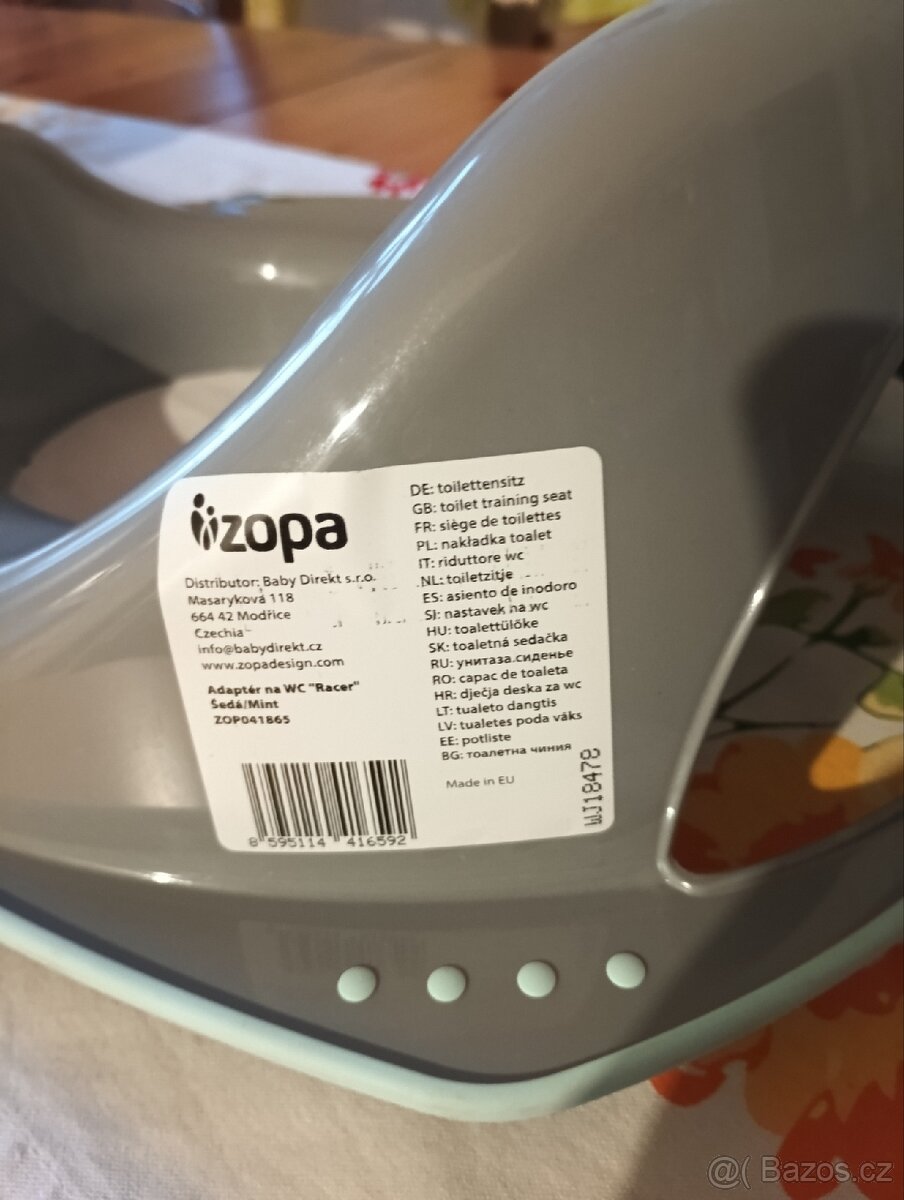 zopa
Distributor: Baby Direkt s.r.o.
Masaryková 118
664 42 Modřice
Czechia
info@babydirekt.cz
www.zopadesign.com
Adaptér na WC "Racer"
Šedá/Mint
ZOP041865
8 595114 416592
DE: toilettensitz
GB: toilet training seat
FR: siège de toilettes
PL: nakładka toalet
IT: riduttore wc
NL: toiletzitje
ES: asiento de inodoro
SJ: nastavek na wc
HU: toalettülőke
SK: toaletná sedačka
RU: унитаза.сиденье
RO: capac de toaleta
HR: dječja deska za wc
LT: tualeto dangtis
LV: tualetes poda vāks
EE: potliste
BG: тоалетна чиния
Made in EU
WJ18478
@( Bazos.cz